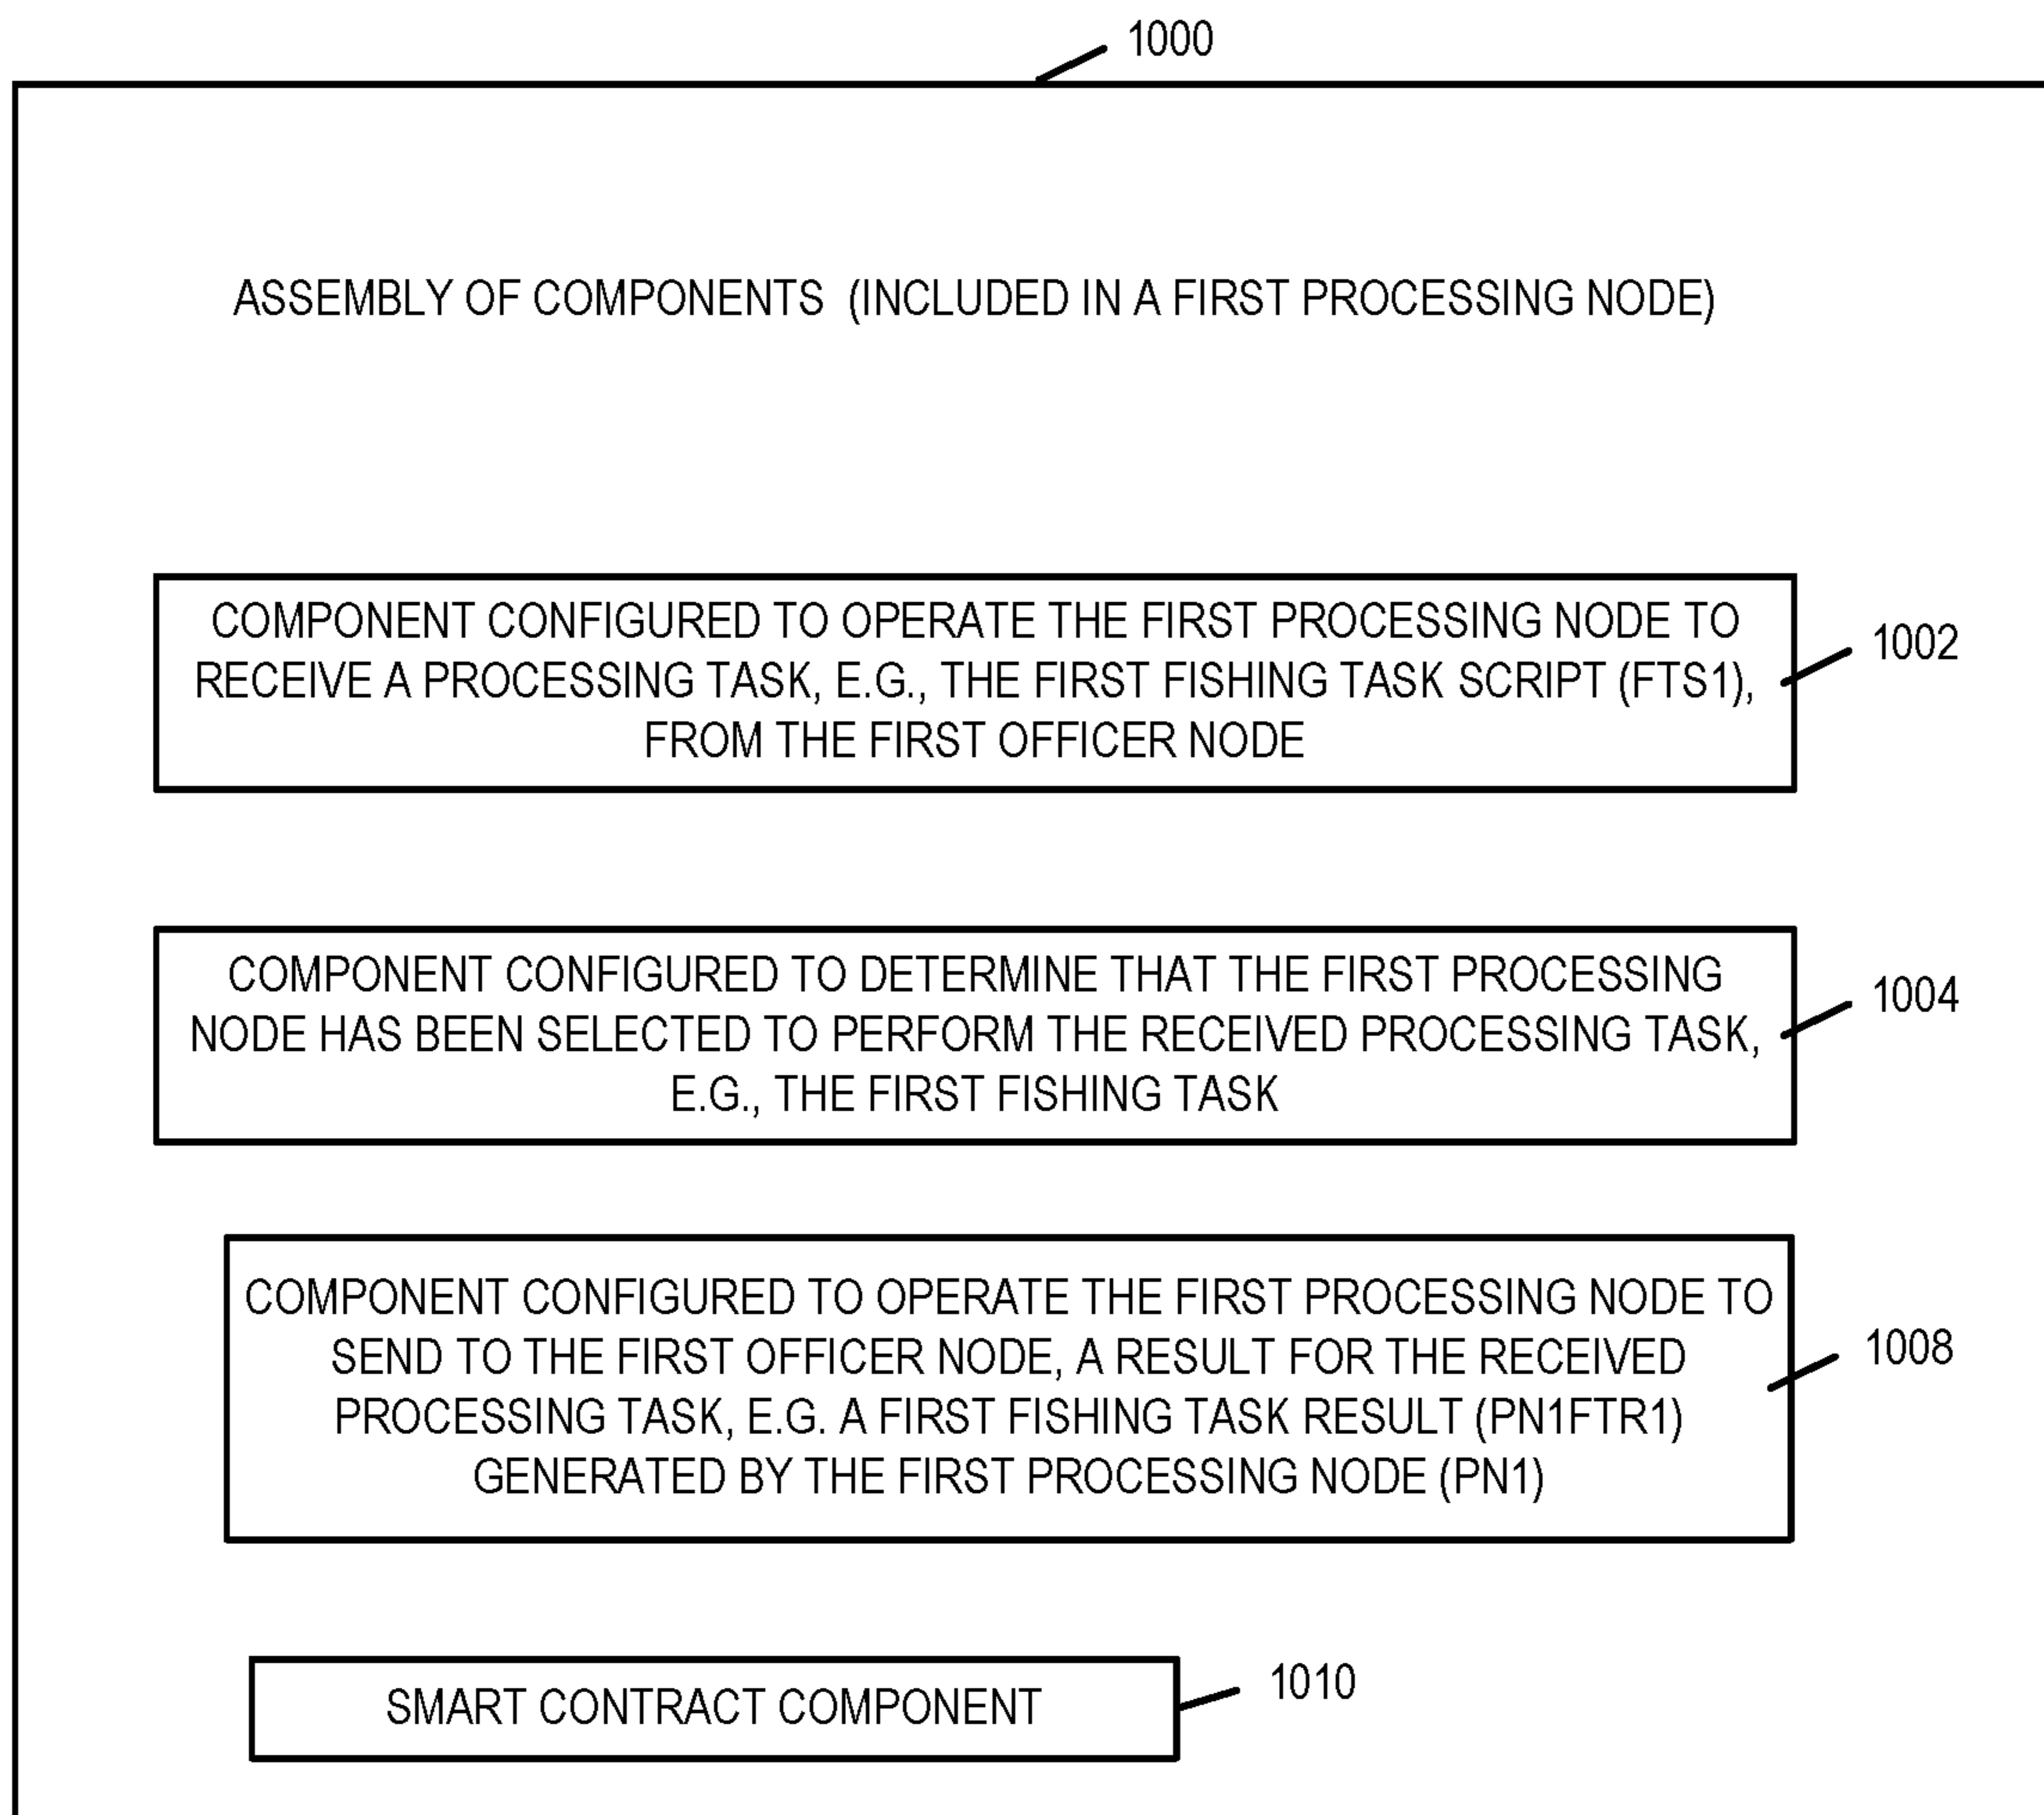 1000
ASSEMBLY OF COMPONENTS (INCLUDED IN A FIRST PROCESSING NODE)
COMPONENT CONFIGURED TO OPERATE THE FIRST PROCESSING NODE TO
RECEIVE A PROCESSING TASK, E.G., THE FIRST FISHING TASK SCRIPT (FTS1),
FROM THE FIRST OFFICER NODE
1002
COMPONENT CONFIGURED TO DETERMINE THAT THE FIRST PROCESSING
NODE HAS BEEN SELECTED TO PERFORM THE RECEIVED PROCESSING TASK,
E.G., THE FIRST FISHING TASK
1004
COMPONENT CONFIGURED TO OPERATE THE FIRST PROCESSING NODE TO
SEND TO THE FIRST OFFICER NODE, A RESULT FOR THE RECEIVED
PROCESSING TASK, E.G. A FIRST FISHING TASK RESULT (PN1FTR1)
GENERATED BY THE FIRST PROCESSING NODE (PN1)
1008
SMART CONTRACT COMPONENT
1010